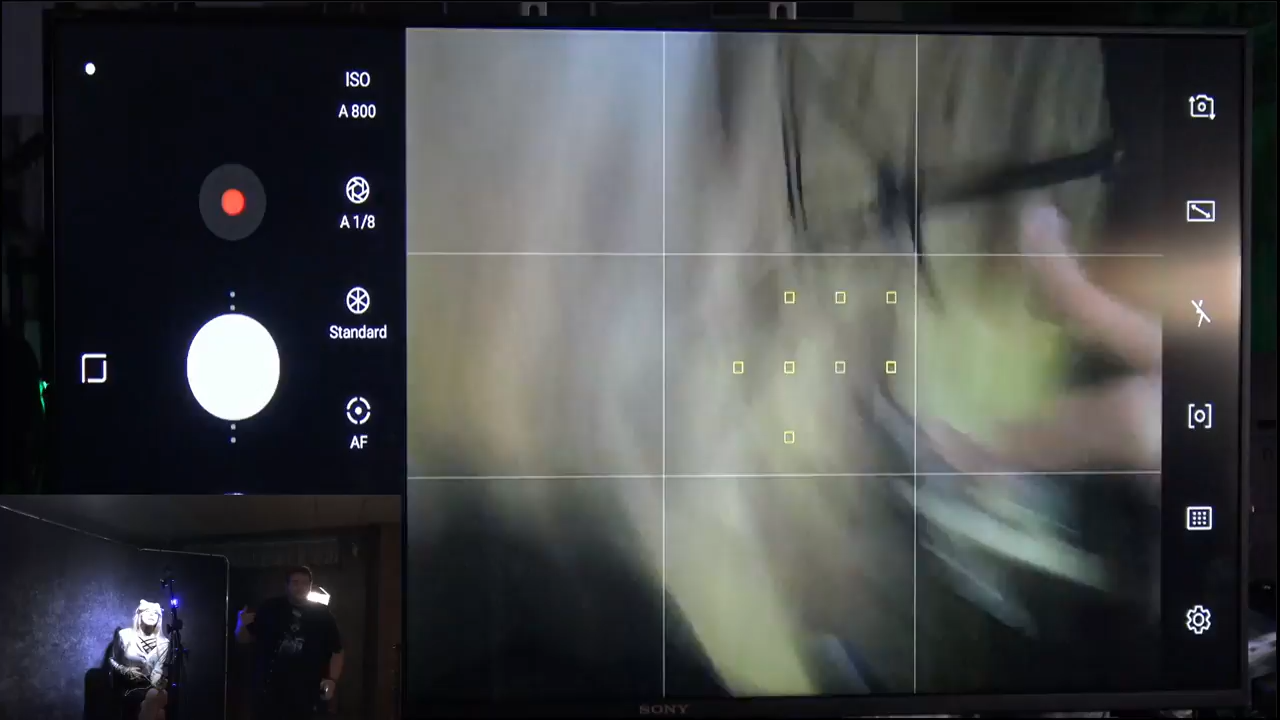 ISO
A 800
A 1/8
Standard
AF
SONY